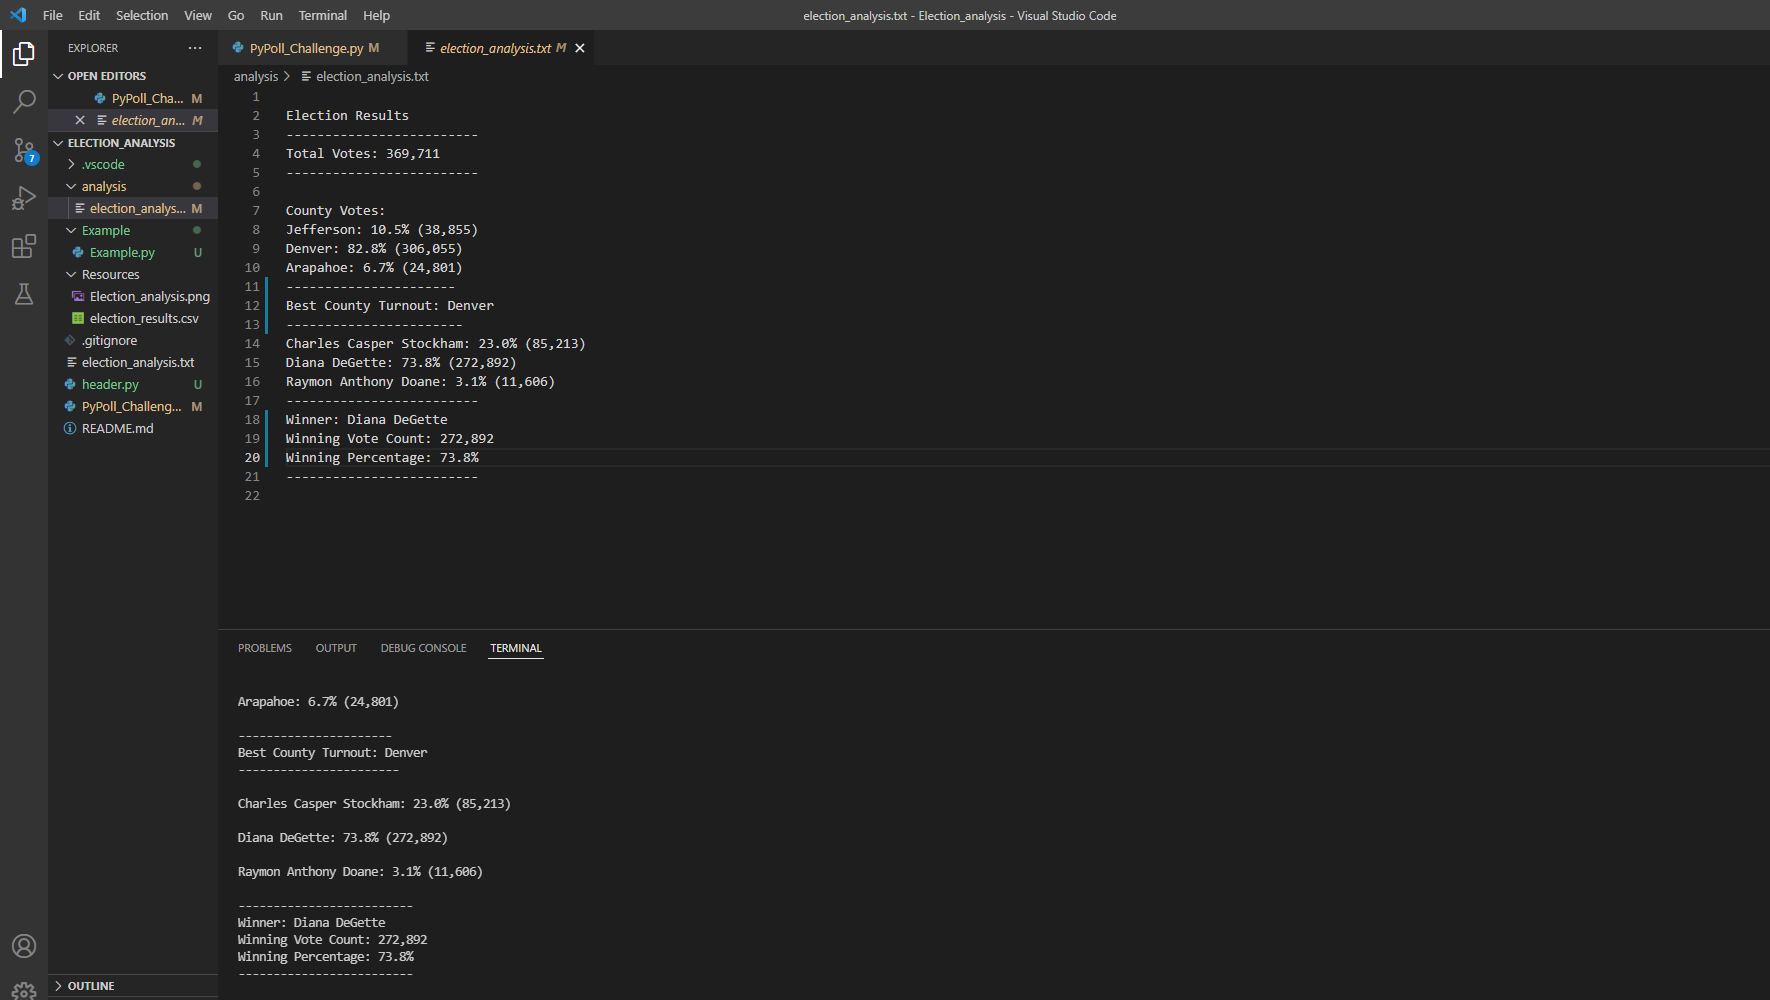 File Edit Selection View Go Run Terminal Help
election_analysis.txt - Election_analysis - Visual Studio Code
EXPLORER ···
OPEN EDITORS
PyPoll_Cha... M
election_an... M
7
ELECTION_ANALYSIS
.vscode
analysis
election_analys... M
Example
Example.py U
Resources
Election_analysis.png
election_results.csv
.gitignore
election_analysis.txt
header.py U
PyPoll_Challeng... M
README.md
OUTLINE
PyPoll_Challenge.py M
election_analysis.txt M
analysis > election_analysis.txt
1
2 Election Results
3 -------------------------
4 Total Votes: 369,711
5 -------------------------
6
7 County Votes:
8 Jefferson: 10.5% (38,855)
9 Denver: 82.8% (306,055)
10 Arapahoe: 6.7% (24,801)
11 ----------------------
12 Best County Turnout: Denver
13 -----------------------
14 Charles Casper Stockham: 23.0% (85,213)
15 Diana DeGette: 73.8% (272,892)
16 Raymon Anthony Doane: 3.1% (11,606)
17 -------------------------
18 Winner: Diana DeGette
19 Winning Vote Count: 272,892
20 Winning Percentage: 73.8%
21 -------------------------
22
PROBLEMS OUTPUT DEBUG CONSOLE TERMINAL
Arapahoe: 6.7% (24,801)
----------------------
Best County Turnout: Denver
-----------------------
Charles Casper Stockham: 23.0% (85,213)
Diana DeGette: 73.8% (272,892)
Raymon Anthony Doane: 3.1% (11,606)
-------------------------
Winner: Diana DeGette
Winning Vote Count: 272,892
Winning Percentage: 73.8%
-------------------------